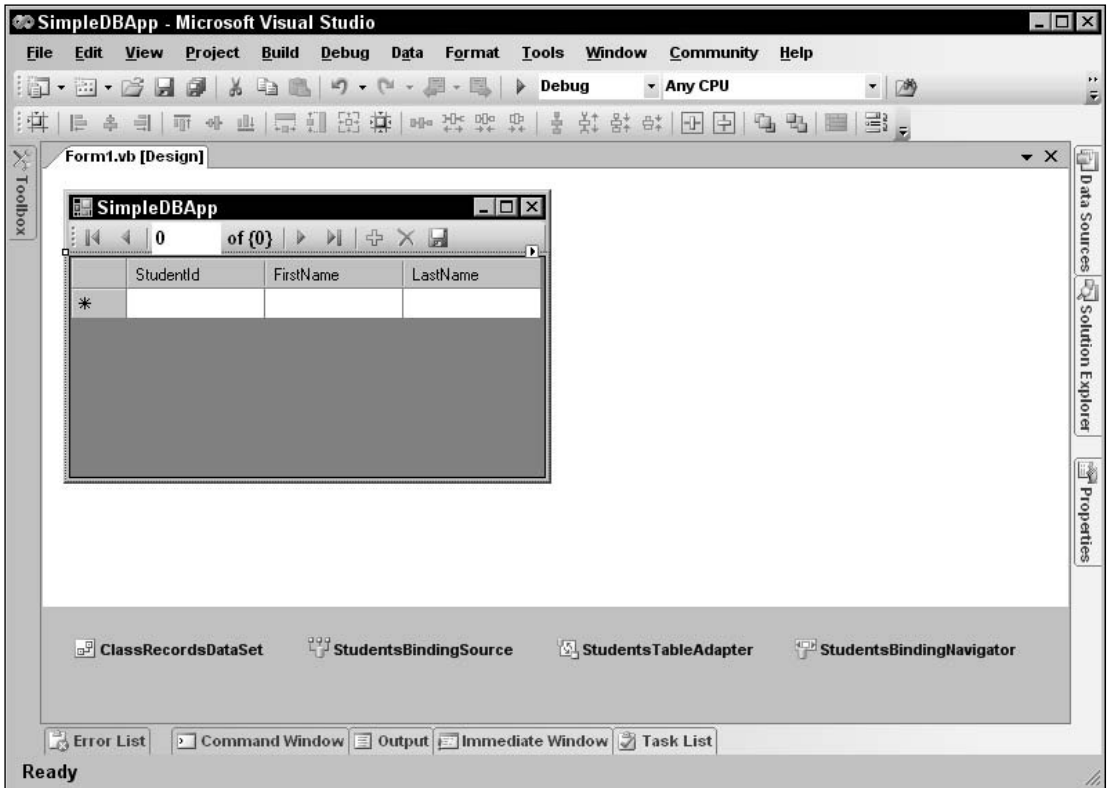 SimpleDBApp - Microsoft Visual Studio
File Edit View Project Build Debug Data Format Tools Window Community Help
Debug Any CPU
Toolbox
Form1.vb [Design]
SimpleDBApp
0 of {0}
StudentId FirstName LastName
Data Sources
Solution Explorer
Properties
ClassRecordsDataSet StudentsBindingSource StudentsTableAdapter StudentsBindingNavigator
Error List Command Window Output Immediate Window Task List
Ready